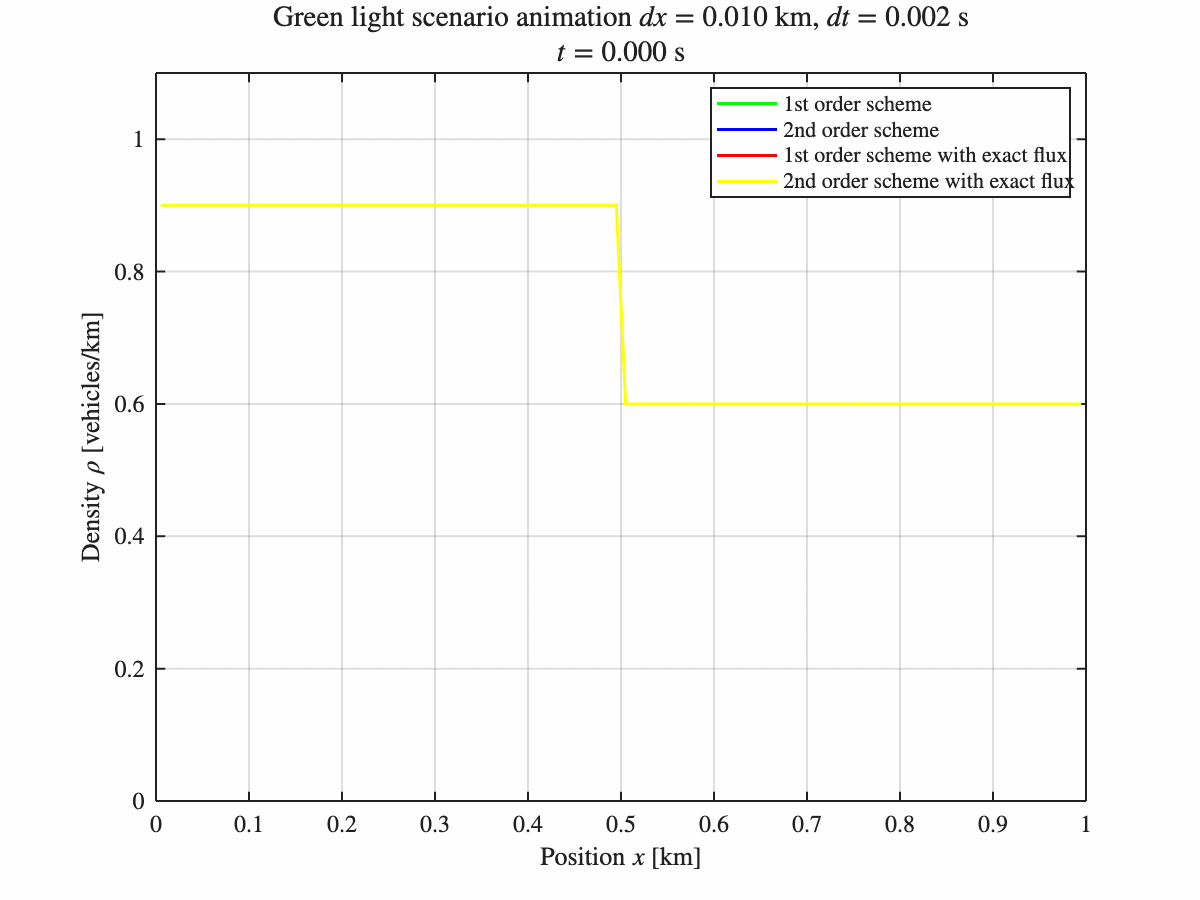 Green light scenario animation dx = 0.010 km, dt = 0.002 s
t = 0.000 s
1st order scheme
2nd order scheme
1st order scheme with exact flux
2nd order scheme with exact flux
1
0.8
0.6
0.4
0.2
0
Density ρ [vehicles/km]
0 0.1 0.2 0.3 0.4 0.5 0.6 0.7 0.8 0.9 1
Position x [km]